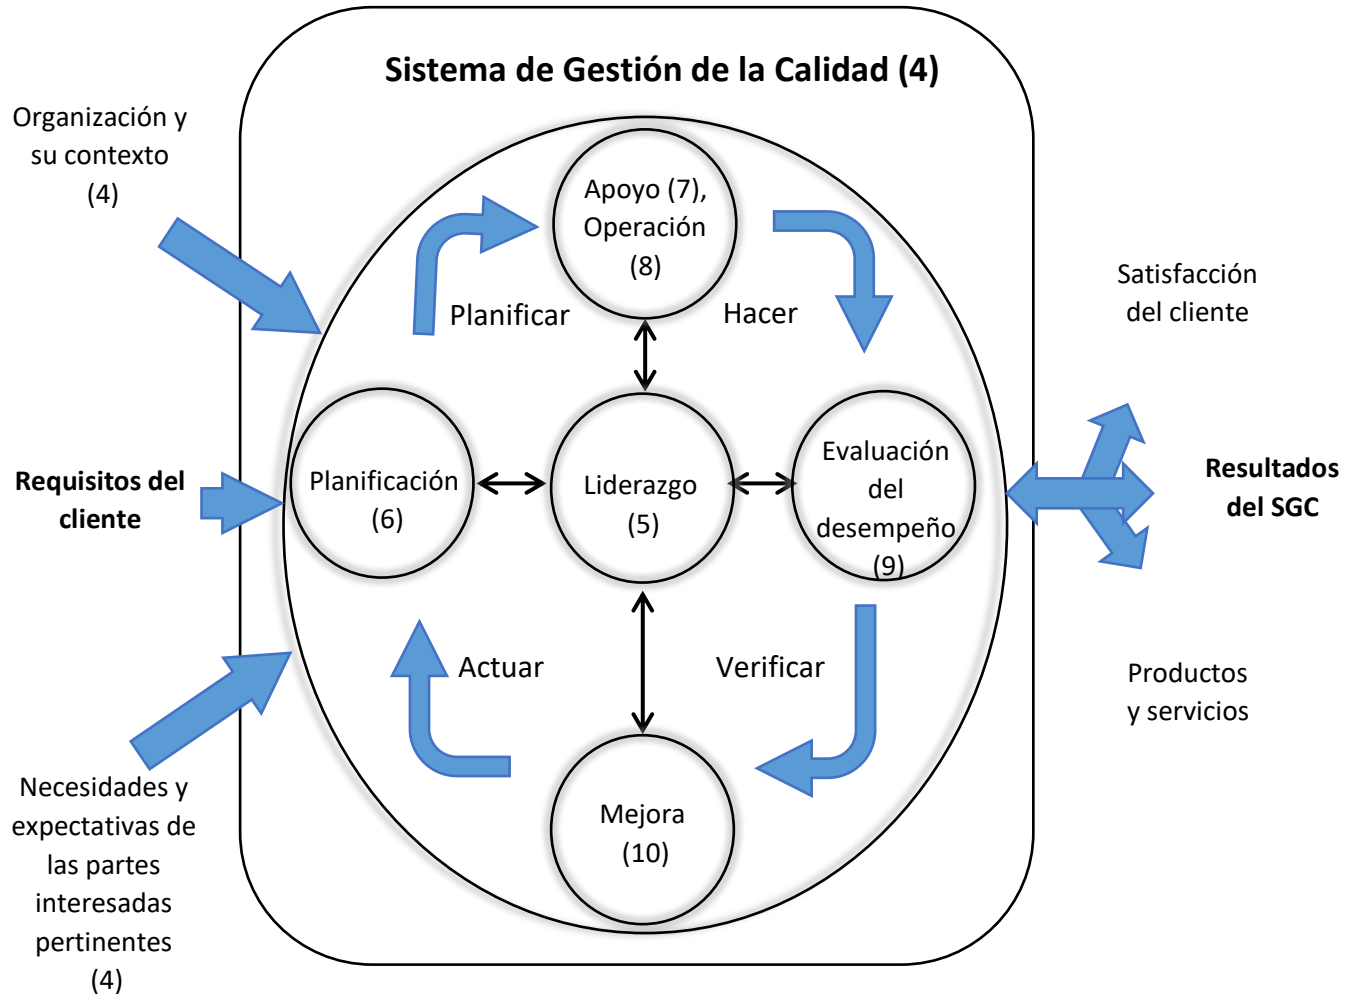 Sistema de Gestión de la Calidad (4)
Organización y
su contexto
(4)
Apoyo (7),
Operación
(8)
Planificar
Hacer
Satisfacción
del cliente
Requisitos del
cliente
Planificación
(6)
Liderazgo
(5)
Evaluación
del
desempeño
(9)
Resultados
del SGC
Actuar
Verificar
Productos
y servicios
Necesidades y
expectativas de
las partes
interesadas
pertinentes
(4)
Mejora
(10)